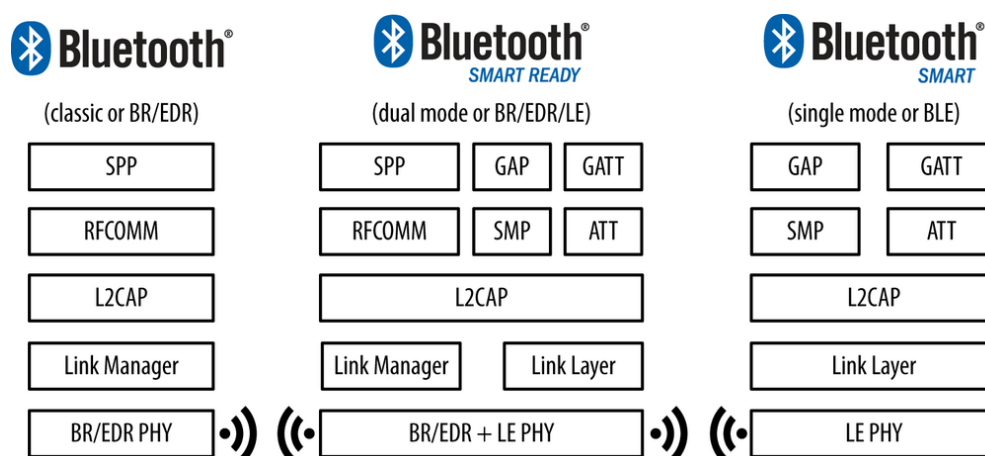 Bluetooth®
(classic or BR/EDR)
SPP
RFCOMM
L2CAP
Link Manager
BR/EDR PHY
Bluetooth®
SMART READY
(dual mode or BR/EDR/LE)
SPP GAP GATT
RFCOMM SMP ATT
L2CAP
Link Manager Link Layer
BR/EDR + LE PHY
Bluetooth®
SMART
(single mode or BLE)
GAP GATT
SMP ATT
L2CAP
Link Layer
LE PHY